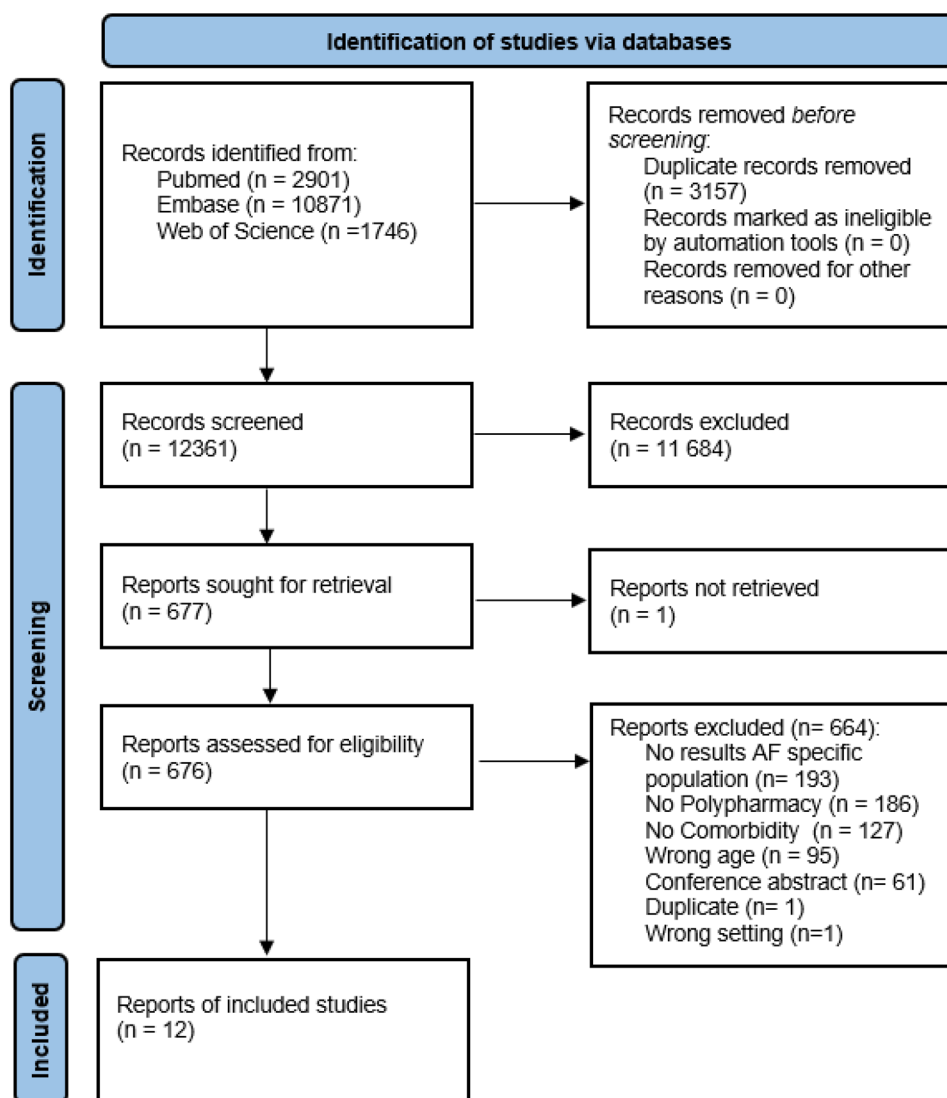 Identification of studies via databases
Identification
Records identified from:
Pubmed (n = 2901)
Embase (n = 10871)
Web of Science (n =1746)
Records removed before
screening:
Duplicate records removed
(n = 3157)
Records marked as ineligible
by automation tools (n = 0)
Records removed for other
reasons (n = 0)
Screening
Records screened
(n = 12361)
Records excluded
(n = 11 684)
Reports sought for retrieval
(n = 677)
Reports not retrieved
(n = 1)
Reports assessed for eligibility
(n = 676)
Reports excluded (n= 664):
No results AF specific
population (n= 193)
No Polypharmacy (n = 186)
No Comorbidity (n = 127)
Wrong age (n = 95)
Conference abstract (n= 61)
Duplicate (n= 1)
Wrong setting (n=1)
Included
Reports of included studies
(n = 12)